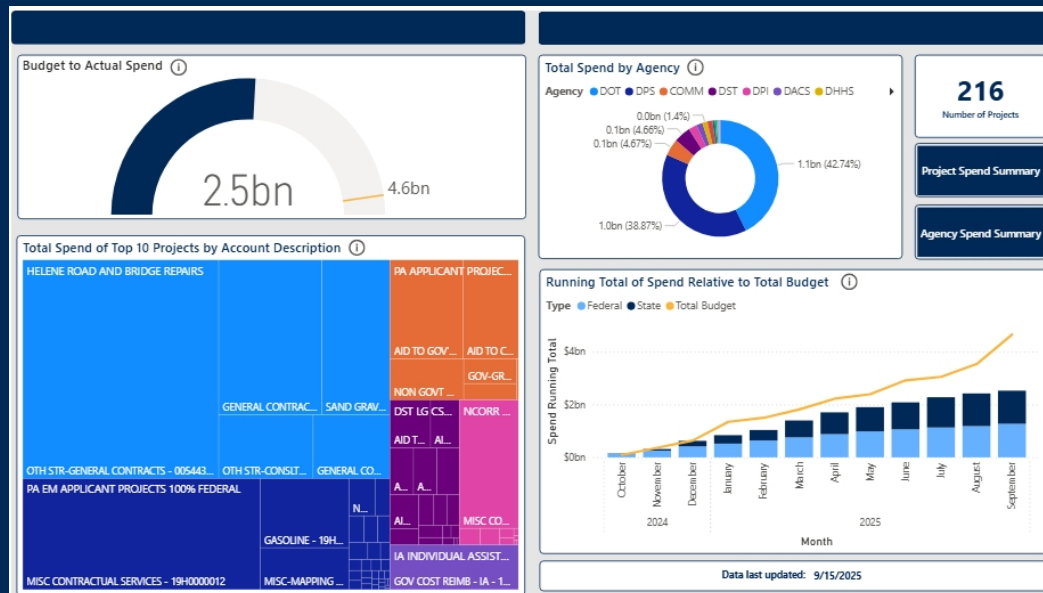 Budget to Actual Spend
2.5bn
4.6bn
Total Spend by Agency
Agency DOT DPS COMM DST DPI DACS DHHS
0.0bn (1.4%)
0.1bn (4.66%)
0.1bn (4.67%)
1.1bn (42.74%)
1.0bn (38.87%)
216
Number of Projects
Project Spend Summary
Agency Spend Summary
Total Spend of Top 10 Projects by Account Description
HELENE ROAD AND BRIDGE REPAIRS
GENERAL CONTRAC...
SAND GRAV...
OTH STR-GENERAL CONTRACTS - 005443...
OTH STR-CONSLT...
GENERAL CO...
PA APPLICANT PROJEC...
AID TO GOV'...
AID TO C...
NON GOVT ...
GOV-GR...
DST LG CS...
AID T...
AI...
A...
A...
AI...
NCORR ...
MISC CO...
PA EM APPLICANT PROJECTS 100% FEDERAL
MISC CONTRACTUAL SERVICES - 19H0000012
GASOLINE - 19H...
MISC-MAPPING ...
N...
IA INDIVIDUAL ASSIST...
GOV COST REIMB - IA - 1...
Running Total of Spend Relative to Total Budget
Type Federal State Total Budget
Spend Running Total
$4bn
$2bn
$0bn
October
November
December
January
February
March
April
May
June
July
August
September
2024
2025
Month
Data last updated: 9/15/2025